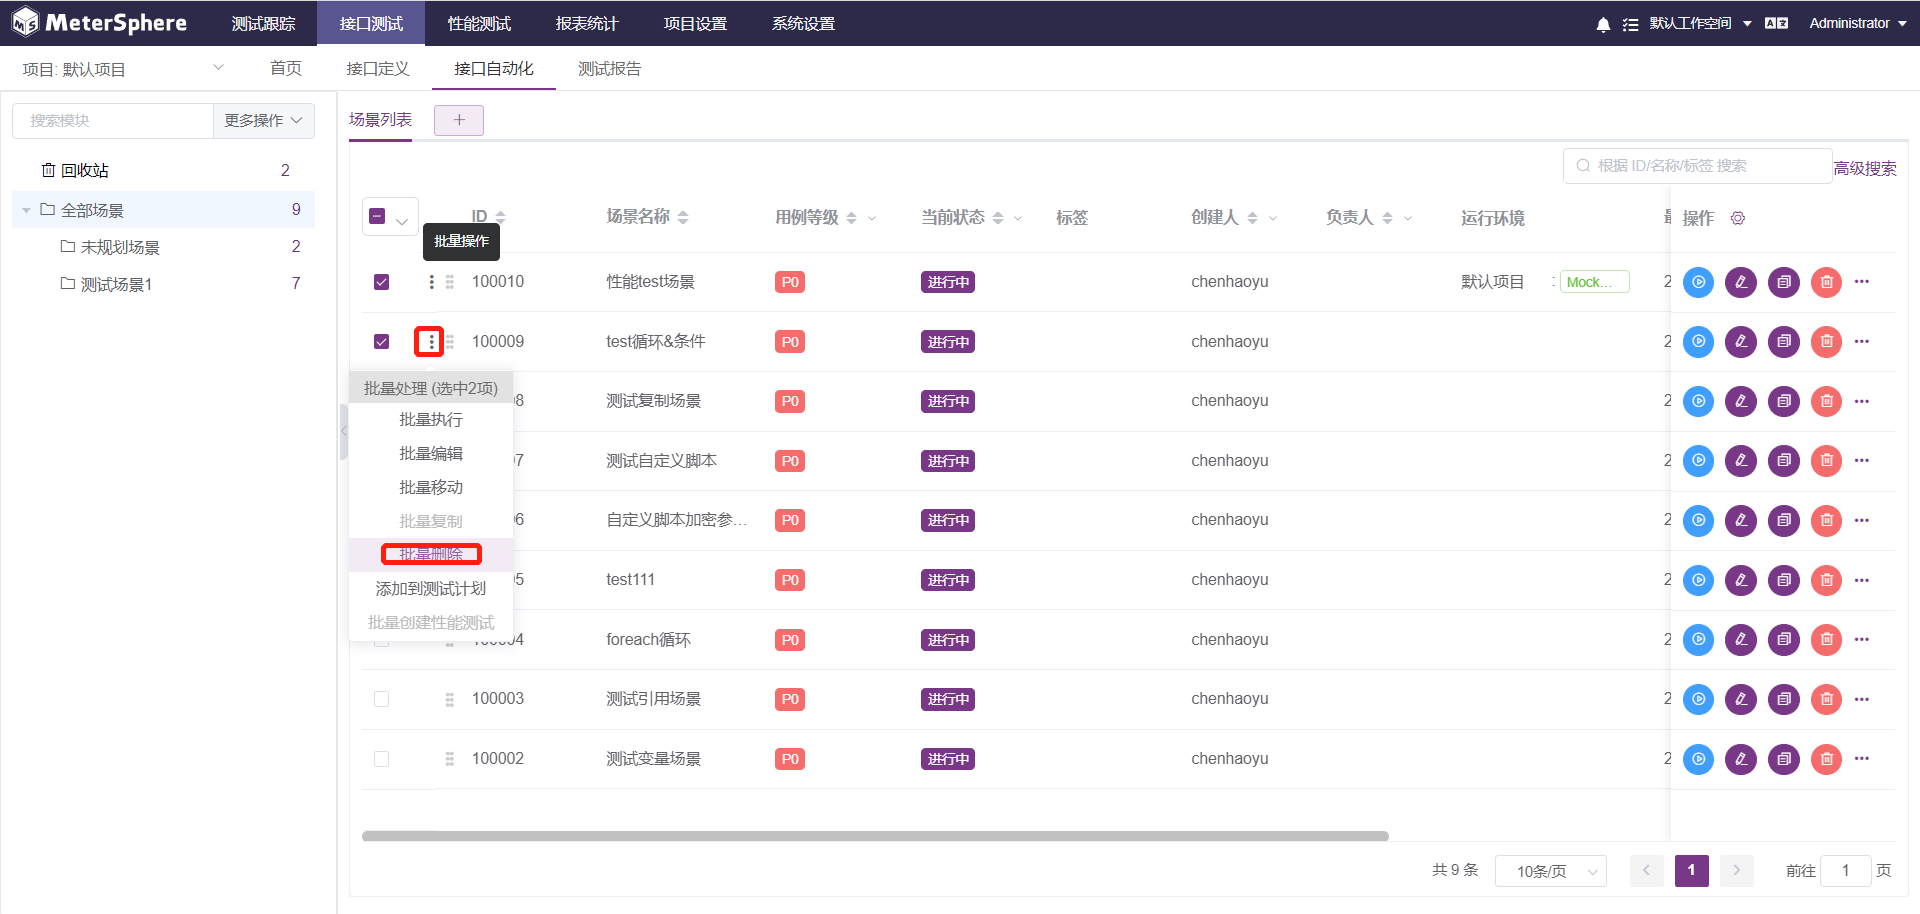 MeterSphere 测试跟踪 接口测试 性能测试 报表统计 项目设置 系统设置 默认工作空间 Administrator
项目: 默认项目 首页 接口定义 接口自动化 测试报告
搜索模块 更多操作
回收站 2
全部场景 9
未规划场景 2
测试场景1 7
场景列表 +
根据 ID/名称/标签 搜索 高级搜索
ID 场景名称 用例等级 当前状态 标签 创建人 负责人 运行环境 操作
批量操作
100010 性能test场景 P0 进行中 chenhaoyu 默认项目 : Mock... 2
100009 test循环&条件 P0 进行中 chenhaoyu 2
批量处理 (选中2项)
8 测试复制场景 P0 进行中 chenhaoyu 2
批量执行
批量编辑
7 测试自定义脚本 P0 进行中 chenhaoyu 2
批量移动
批量复制
6 自定义脚本加密参... P0 进行中 chenhaoyu 2
批量删除
5 test111 P0 进行中 chenhaoyu 2
添加到测试计划
批量创建性能测试
100004 foreach循环 P0 进行中 chenhaoyu 2
100003 测试引用场景 P0 进行中 chenhaoyu 2
100002 测试变量场景 P0 进行中 chenhaoyu 2
共 9 条 10条/页 1 前往 1 页